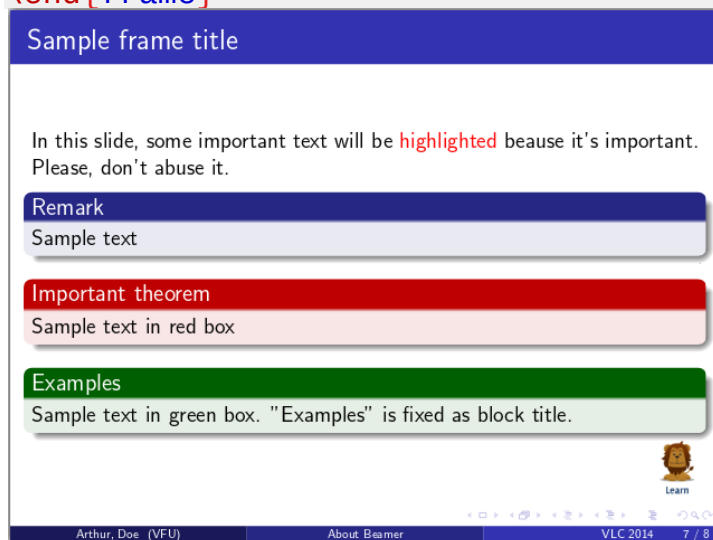 Sample frame title
In this slide, some important text will be highlighted beause it's important.
Please, don't abuse it.
Remark
Sample text
Important theorem
Sample text in red box
Examples
Sample text in green box. "Examples" is fixed as block title.
Learn
Arthur, Doe (VFU) About Beamer VLC 2014 7 / 8